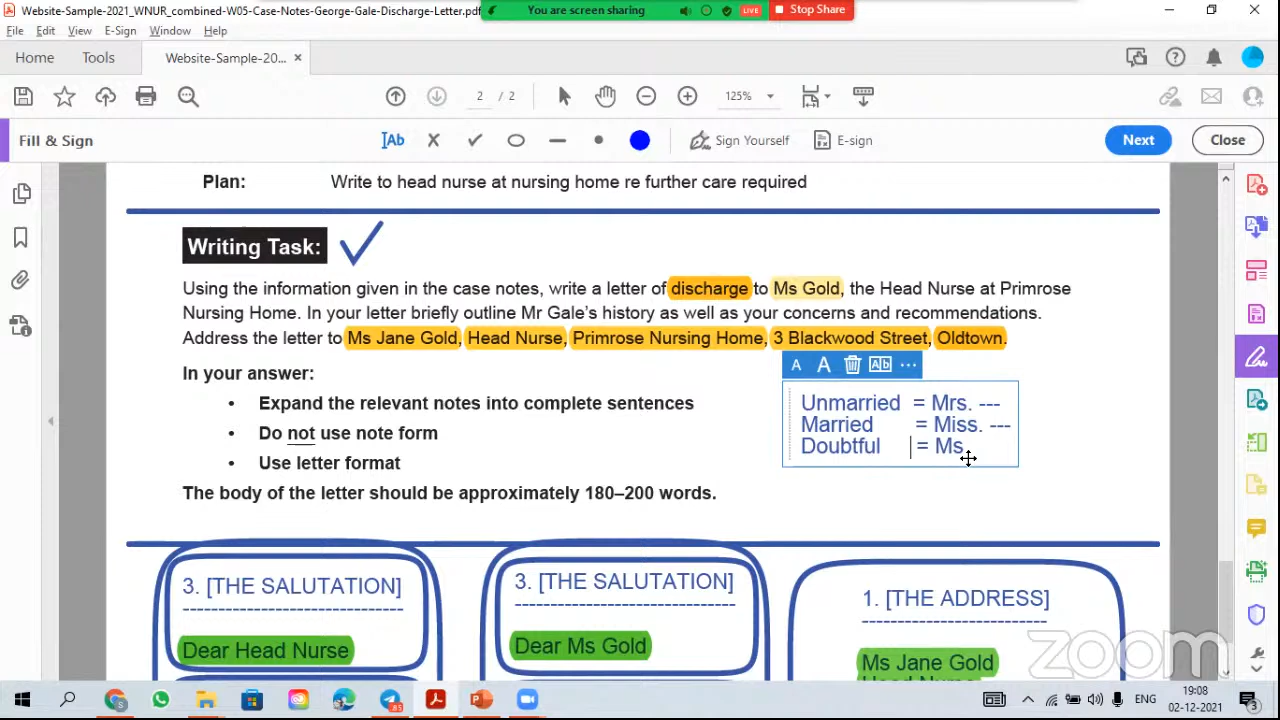 Website-Sample-2021_WNUR_combined-W05-Case-Notes-George-Gale-Discharge-Letter.pdf
You are screen sharing
LIVE
Stop Share
File Edit View E-Sign Window Help
Home Tools Website-Sample-20... ×
2 / 2 125%
Fill & Sign
Ab
Sign Yourself
E-sign
Next
Close
Plan: Write to head nurse at nursing home re further care required
Writing Task:
Using the information given in the case notes, write a letter of discharge to Ms Gold, the Head Nurse at Primrose
Nursing Home. In your letter briefly outline Mr Gale's history as well as your concerns and recommendations.
Address the letter to Ms Jane Gold, Head Nurse, Primrose Nursing Home, 3 Blackwood Street, Oldtown.
A A Ab ...
In your answer:
• Expand the relevant notes into complete sentences
• Do not use note form
• Use letter format
The body of the letter should be approximately 180–200 words.
Unmarried = Mrs. ---
Married = Miss. ---
Doubtful = Ms.
3. [THE SALUTATION]
-------------------------------
Dear Head Nurse
3. [THE SALUTATION]
-------------------------------
Dear Ms Gold
1. [THE ADDRESS]
--------------------------
Ms Jane Gold
zoom
85
ENG
19:08
02-12-2021
3